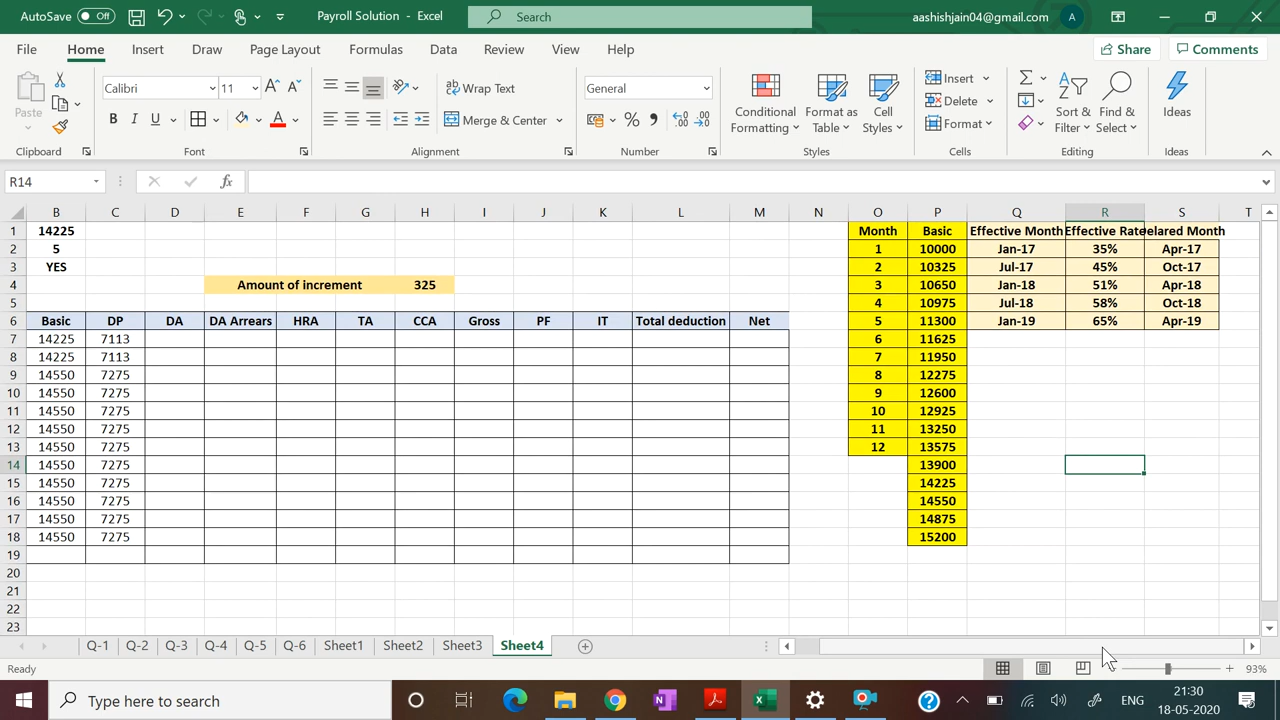 AutoSave Off Payroll Solution - Excel Search aashishjain04@gmail.com A
File Home Insert Draw Page Layout Formulas Data Review View Help Share Comments
Paste Calibri 11 A A ab Wrap Text General Conditional Formatting Format as Table Cell Styles Insert Sort & Filter Find & Select Ideas
B I U A Merge & Center % Delete
Format
Clipboard Font Alignment Number Styles Cells Editing Ideas
R14 fx
B C D E F G H I J K L M N O P Q R S T
1 14225 Month Basic Effective Month Effective Rate elared Month
2 5 1 10000 Jan-17 35% Apr-17
3 YES 2 10325 Jul-17 45% Oct-17
4 Amount of increment 325 3 10650 Jan-18 51% Apr-18
5 4 10975 Jul-18 58% Oct-18
6 Basic DP DA DA Arrears HRA TA CCA Gross PF IT Total deduction Net 5 11300 Jan-19 65% Apr-19
7 14225 7113 6 11625
8 14225 7113 7 11950
9 14550 7275 8 12275
10 14550 7275 9 12600
11 14550 7275 10 12925
12 14550 7275 11 13250
13 14550 7275 12 13575
14 14550 7275 13900
15 14550 7275 14225
16 14550 7275 14550
17 14550 7275 14875
18 14550 7275 15200
19
20
21
22
23
Q-1 Q-2 Q-3 Q-4 Q-5 Q-6 Sheet1 Sheet2 Sheet3 Sheet4
Ready 93%
Type here to search ENG 21:30
18-05-2020